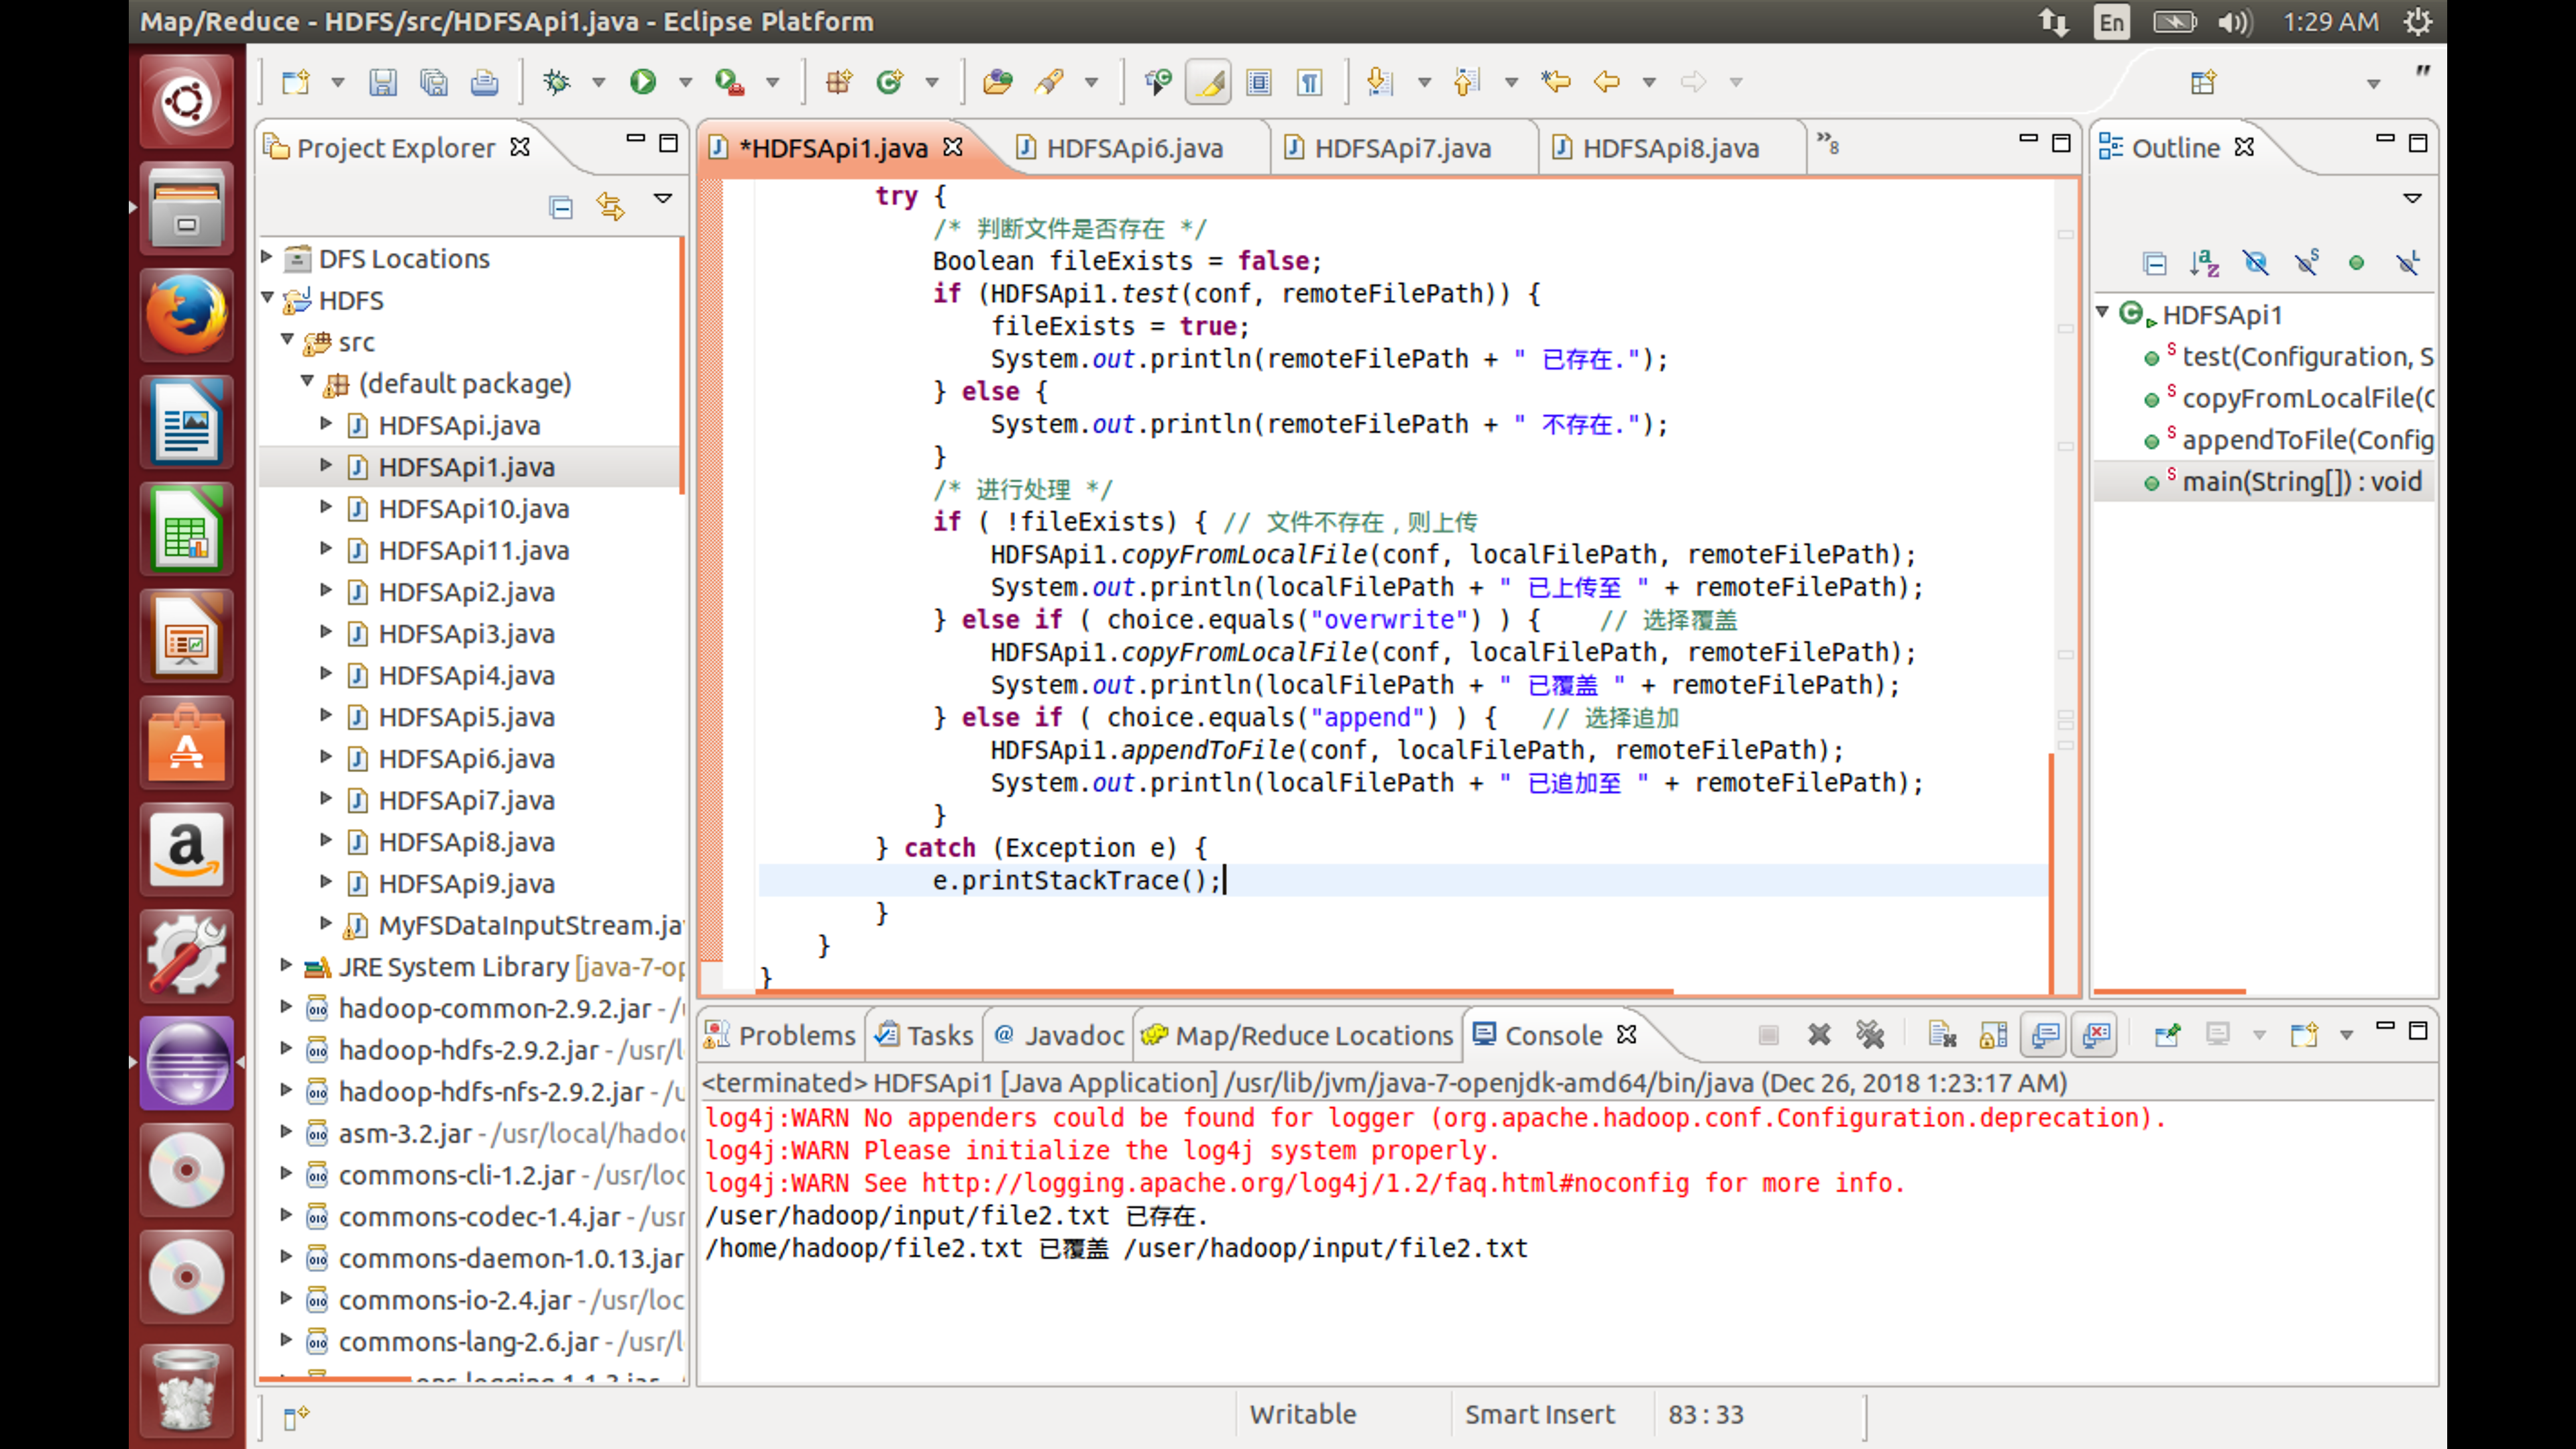 Map/Reduce - HDFS/src/HDFSApi1.java - Eclipse Platform
En
1:29 AM
Project Explorer
DFS Locations
HDFS
src
(default package)
HDFSApi.java
HDFSApi1.java
HDFSApi10.java
HDFSApi11.java
HDFSApi2.java
HDFSApi3.java
HDFSApi4.java
HDFSApi5.java
HDFSApi6.java
HDFSApi7.java
HDFSApi8.java
HDFSApi9.java
MyFSDataInputStream.ja
JRE System Library [java-7-op
hadoop-common-2.9.2.jar - /u
hadoop-hdfs-2.9.2.jar - /usr/l
hadoop-hdfs-nfs-2.9.2.jar - /u
asm-3.2.jar - /usr/local/hadoo
commons-cli-1.2.jar - /usr/loc
commons-codec-1.4.jar - /usr
commons-daemon-1.0.13.jar
commons-io-2.4.jar - /usr/loc
commons-lang-2.6.jar - /usr/l
*HDFSApi1.java
HDFSApi6.java
HDFSApi7.java
HDFSApi8.java
»8
try {
/* 判断文件是否存在 */
Boolean fileExists = false;
if (HDFSApi1.test(conf, remoteFilePath)) {
fileExists = true;
System.out.println(remoteFilePath + " 已存在.");
} else {
System.out.println(remoteFilePath + " 不存在.");
}
/* 进行处理 */
if ( !fileExists) { // 文件不存在，则上传
HDFSApi1.copyFromLocalFile(conf, localFilePath, remoteFilePath);
System.out.println(localFilePath + " 已上传至 " + remoteFilePath);
} else if ( choice.equals("overwrite") ) {    // 选择覆盖
HDFSApi1.copyFromLocalFile(conf, localFilePath, remoteFilePath);
System.out.println(localFilePath + " 已覆盖 " + remoteFilePath);
} else if ( choice.equals("append") ) {   // 选择追加
HDFSApi1.appendToFile(conf, localFilePath, remoteFilePath);
System.out.println(localFilePath + " 已追加至 " + remoteFilePath);
}
} catch (Exception e) {
e.printStackTrace();
}
}
}
Outline
HDFSApi1
test(Configuration, S
copyFromLocalFile(C
appendToFile(Config
main(String[]) : void
Problems
Tasks
@ Javadoc
Map/Reduce Locations
Console
<terminated> HDFSApi1 [Java Application] /usr/lib/jvm/java-7-openjdk-amd64/bin/java (Dec 26, 2018 1:23:17 AM)
log4j:WARN No appenders could be found for logger (org.apache.hadoop.conf.Configuration.deprecation).
log4j:WARN Please initialize the log4j system properly.
log4j:WARN See http://logging.apache.org/log4j/1.2/faq.html#noconfig for more info.
/user/hadoop/input/file2.txt 已存在.
/home/hadoop/file2.txt 已覆盖 /user/hadoop/input/file2.txt
Writable
Smart Insert
83 : 33